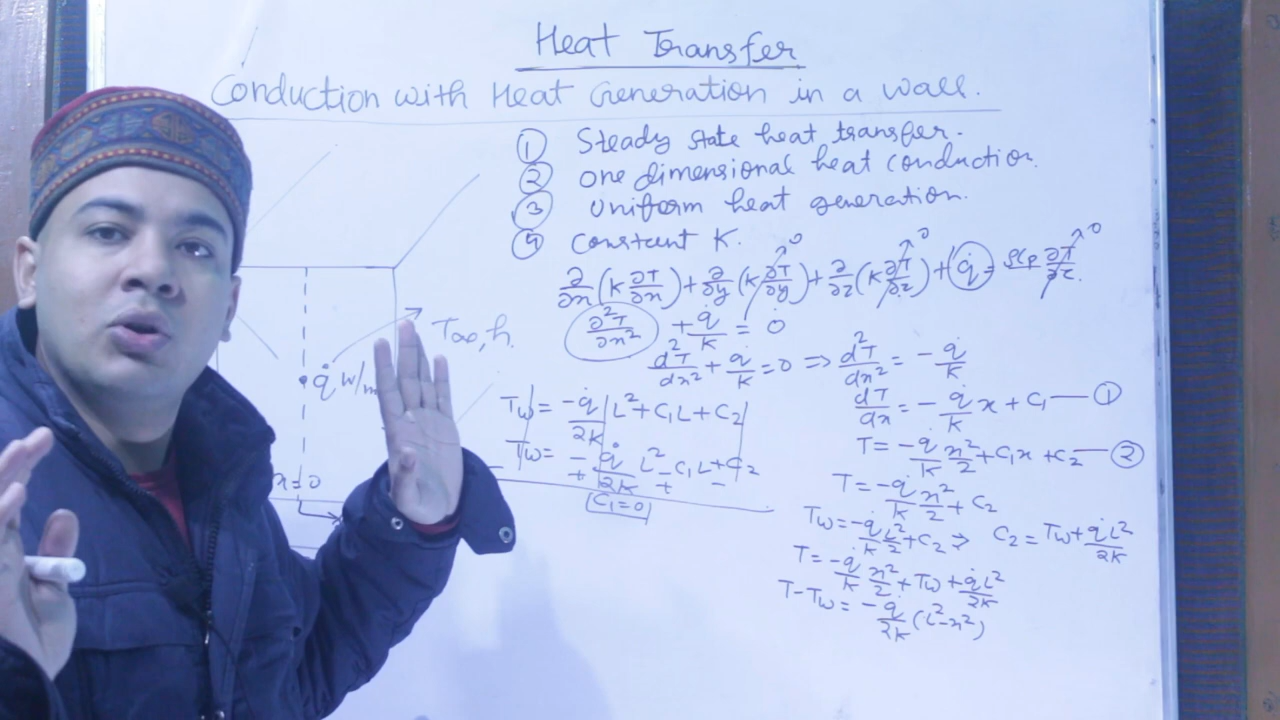 Heat Transfer
Conduction with Heat Generation in a wall.
① Steady state heat transfer.
② one dimensional heat conduction.
③ Uniform heat generation.
④ constant K.
∂/∂x (K ∂T/∂x) + ∂/∂y (K ∂T/∂y) + ∂/∂z (K ∂T/∂z) + q̇ = ρCp ∂T/∂τ.
∂²T/∂x² + q̇/K = 0
d²T/dx² + q̇/K = 0 => d²T/dx² = -q̇/K
dT/dx = -q̇/K x + C₁ — ①
T = -q̇/K x²/2 + C₁x + C₂ — ②
T = -q̇/K x²/2 + C₂
Tw = -q̇/K L²/2 + C₂ => C₂ = Tw + q̇L²/2K
T = -q̇/K x²/2 + Tw + q̇L²/2K
T-Tw = -q̇/2K (L²-x²)
Tw = -q̇/2K L² + C₁L + C₂
Tw = -q̇/2K L² - C₁L + C₂
- + + -
C₁=0
T∞, h.
q̇ W/m
x=0